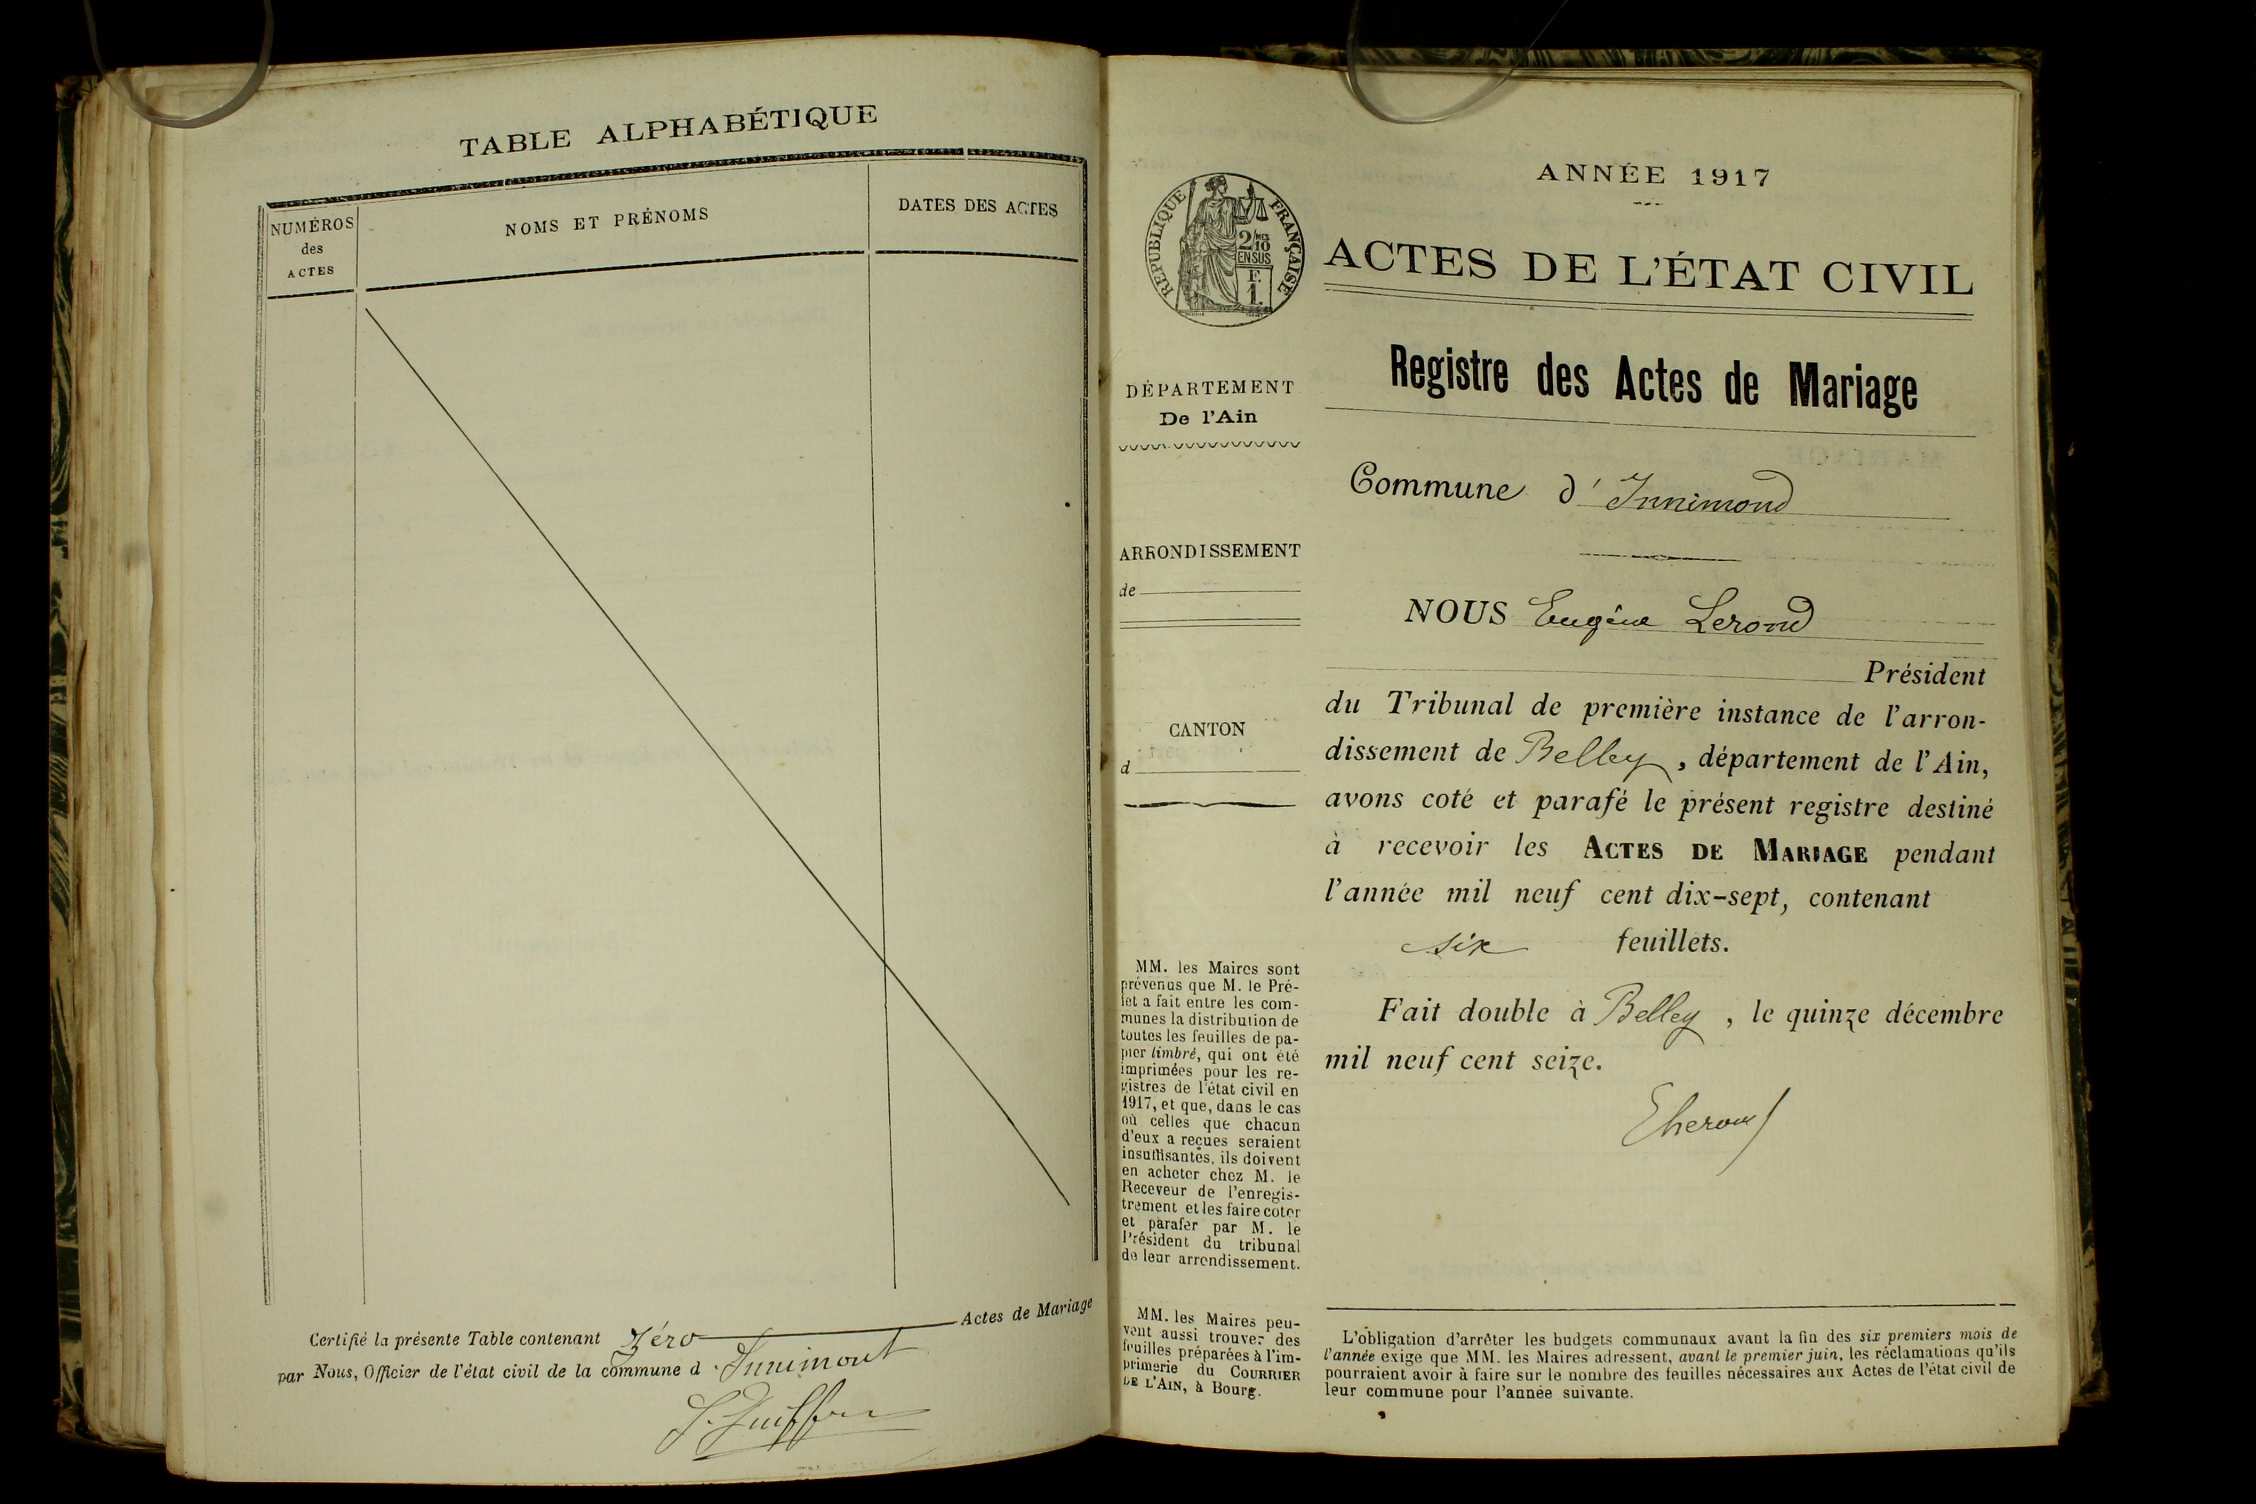 TABLE ALPHABÉTIQUE
NUMÉROS
des
ACTES
NOMS ET PRÉNOMS
DATES DES ACTES
Certifié la présente Table contenant zéro Actes de Mariage
par Nous, Officier de l'état civil de la commune d'Innimont
RÉPUBLIQUE FRANÇAISE
2/10
EN SUS
F.
1.
DÉPARTEMENT
De l'Ain
ARRONDISSEMENT
de
CANTON
d
MM. les Maires sont
prévenus que M. le Pré-
fet a fait entre les com-
munes la distribution de
toutes les feuilles de pa-
pier timbré, qui ont été
imprimées pour les re-
gistres de l'état civil en
1917, et que, dans le cas
où celles que chacun
d'eux a reçues seraient
insuffisantes, ils doivent
en acheter chez M. le
Receveur de l'enregis-
trement et les faire coter
et parafer par M. le
Président du tribunal
de leur arrondissement.
MM. les Maires peu-
vent aussi trouver des
feuilles préparées à l'im-
primerie du COURRIER
DE L'AIN, à Bourg.
ANNÉE 1917
ACTES DE L'ÉTAT CIVIL
Registre des Actes de Mariage
Commune d'Innimond
NOUS Eugène Lerond
Président
du Tribunal de première instance de l'arron-
dissement de Belley, département de l'Ain,
avons coté et parafé le présent registre destiné
à recevoir les ACTES DE MARIAGE pendant
l'année mil neuf cent dix-sept, contenant
six feuillets.
Fait double à Belley, le quinze décembre
mil neuf cent seize.
L'obligation d'arrêter les budgets communaux avant la fin des six premiers mois de
l'année exige que MM. les Maires adressent, avant le premier juin, les réclamations qu'ils
pourraient avoir à faire sur le nombre des feuilles nécessaires aux Actes de l'état civil de
leur commune pour l'année suivante.